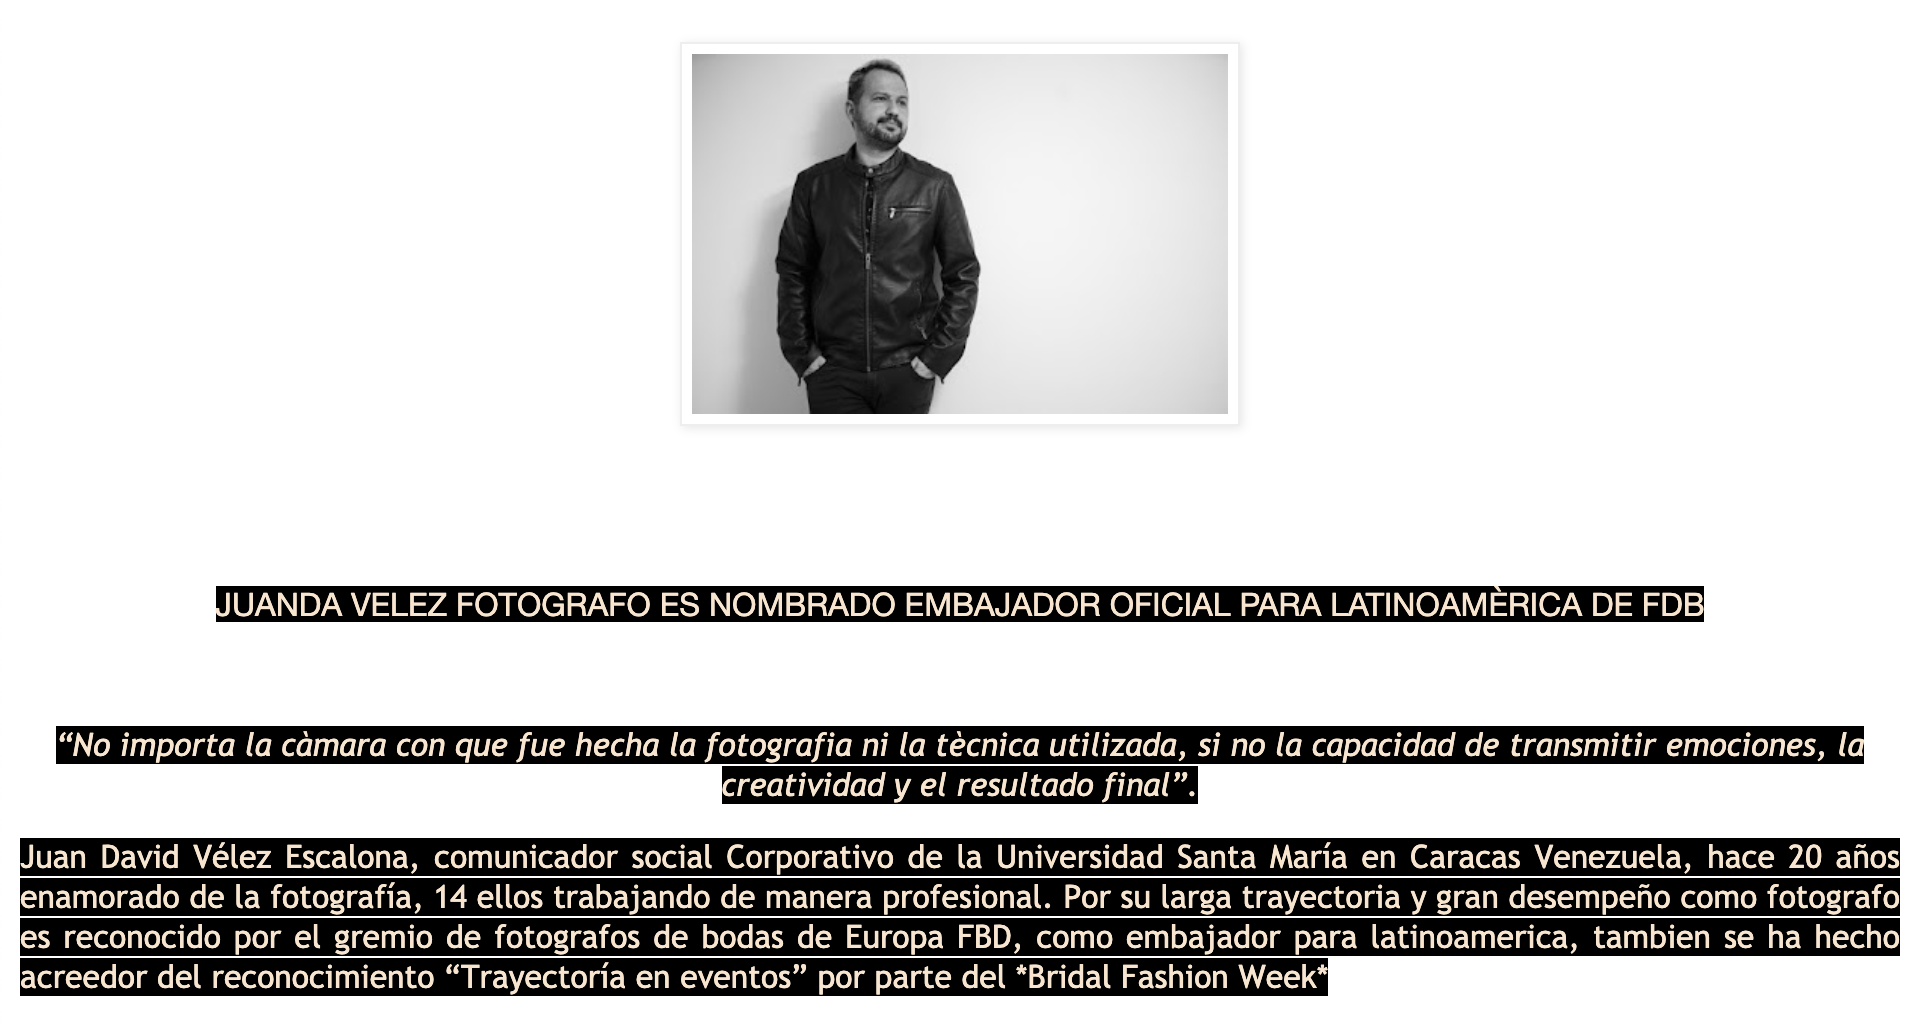 JUANDA VELEZ FOTOGRAFO ES NOMBRADO EMBAJADOR OFICIAL PARA LATINOAMÈRICA DE FDB
“No importa la càmara con que fue hecha la fotografia ni la tècnica utilizada, si no la capacidad de transmitir emociones, la
creatividad y el resultado final”.
Juan David Vélez Escalona, comunicador social Corporativo de la Universidad Santa María en Caracas Venezuela, hace 20 años
enamorado de la fotografía, 14 ellos trabajando de manera profesional. Por su larga trayectoria y gran desempeño como fotografo
es reconocido por el gremio de fotografos de bodas de Europa FBD, como embajador para latinoamerica, tambien se ha hecho
acreedor del reconocimiento “Trayectoría en eventos” por parte del *Bridal Fashion Week*